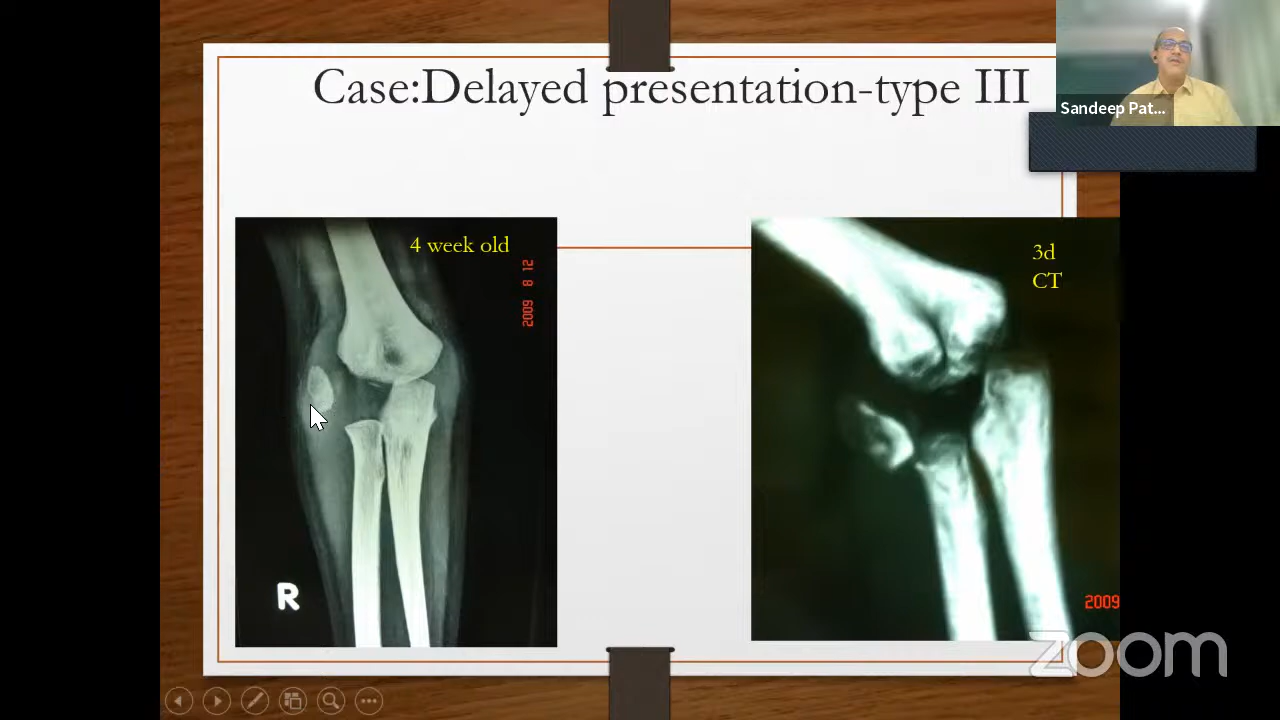 Case:Delayed presentation-type III
Sandeep Pat...
4 week old
2009 8 12
3d
CT
R
2009
zoom